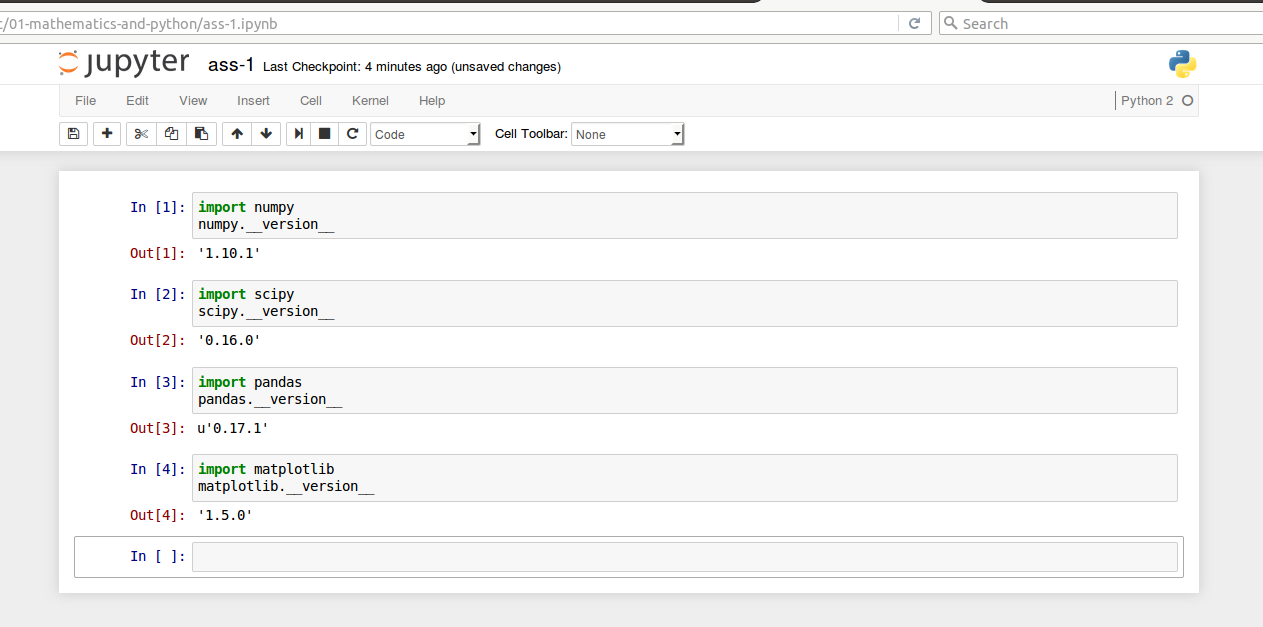 /01-mathematics-and-python/ass-1.ipynb
Search
jupyter ass-1 Last Checkpoint: 4 minutes ago (unsaved changes)
File Edit View Insert Cell Kernel Help Python 2
Code Cell Toolbar: None
In [1]: import numpy
numpy.__version__
Out[1]: '1.10.1'
In [2]: import scipy
scipy.__version__
Out[2]: '0.16.0'
In [3]: import pandas
pandas.__version__
Out[3]: u'0.17.1'
In [4]: import matplotlib
matplotlib.__version__
Out[4]: '1.5.0'
In [ ]: